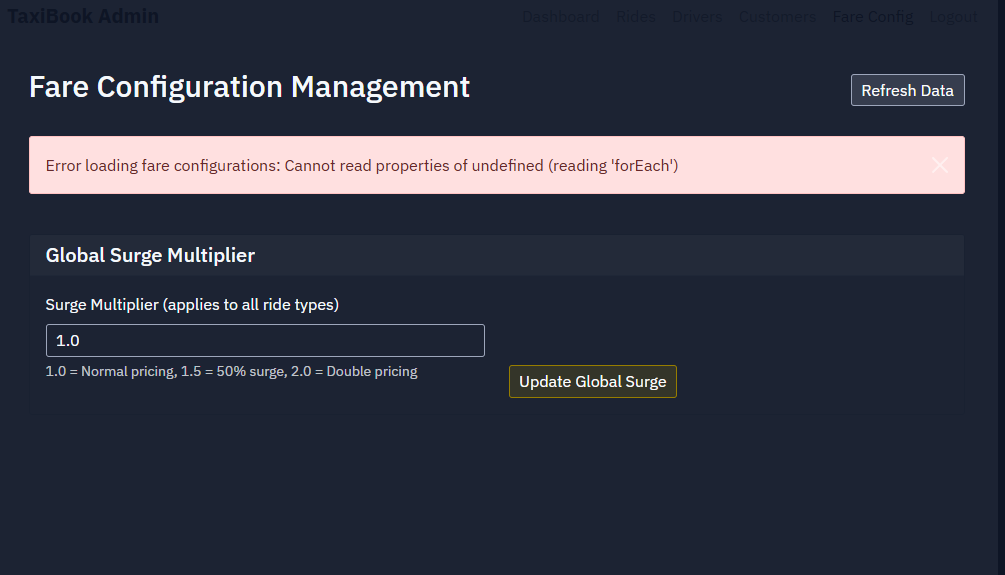 TaxiBook Admin Dashboard Rides Drivers Customers Fare Config Logout
Fare Configuration Management
Refresh Data
Error loading fare configurations: Cannot read properties of undefined (reading 'forEach')
Global Surge Multiplier
Surge Multiplier (applies to all ride types)
1.0
1.0 = Normal pricing, 1.5 = 50% surge, 2.0 = Double pricing
Update Global Surge